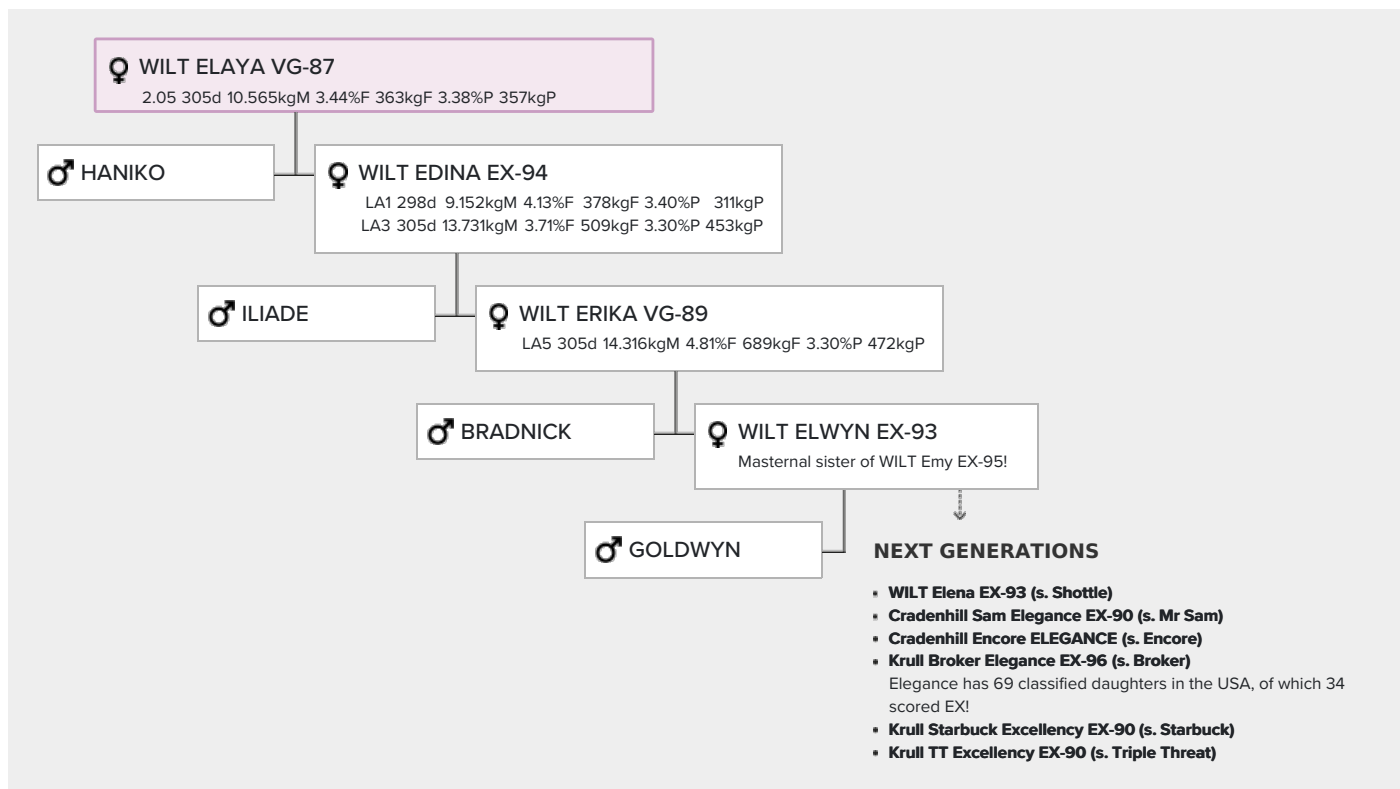 WILT ELAYA VG-87
2.05 305d 10.565kgM 3.44%F 363kgF 3.38%P 357kgP
HANIKO
WILT EDINA EX-94
LA1 298d 9.152kgM 4.13%F 378kgF 3.40%P 311kgP
LA3 305d 13.731kgM 3.71%F 509kgF 3.30%P 453kgP
ILIADE
WILT ERIKA VG-89
LA5 305d 14.316kgM 4.81%F 689kgF 3.30%P 472kgP
BRADNICK
WILT ELWYN EX-93
Masternal sister of WILT Emy EX-95!
GOLDWYN
NEXT GENERATIONS
WILT Elena EX-93 (s. Shottle)
Cradenhill Sam Elegance EX-90 (s. Mr Sam)
Cradenhill Encore ELEGANCE (s. Encore)
Krull Broker Elegance EX-96 (s. Broker)
Elegance has 69 classified daughters in the USA, of which 34
scored EX!
Krull Starbuck Excellency EX-90 (s. Starbuck)
Krull TT Excellency EX-90 (s. Triple Threat)